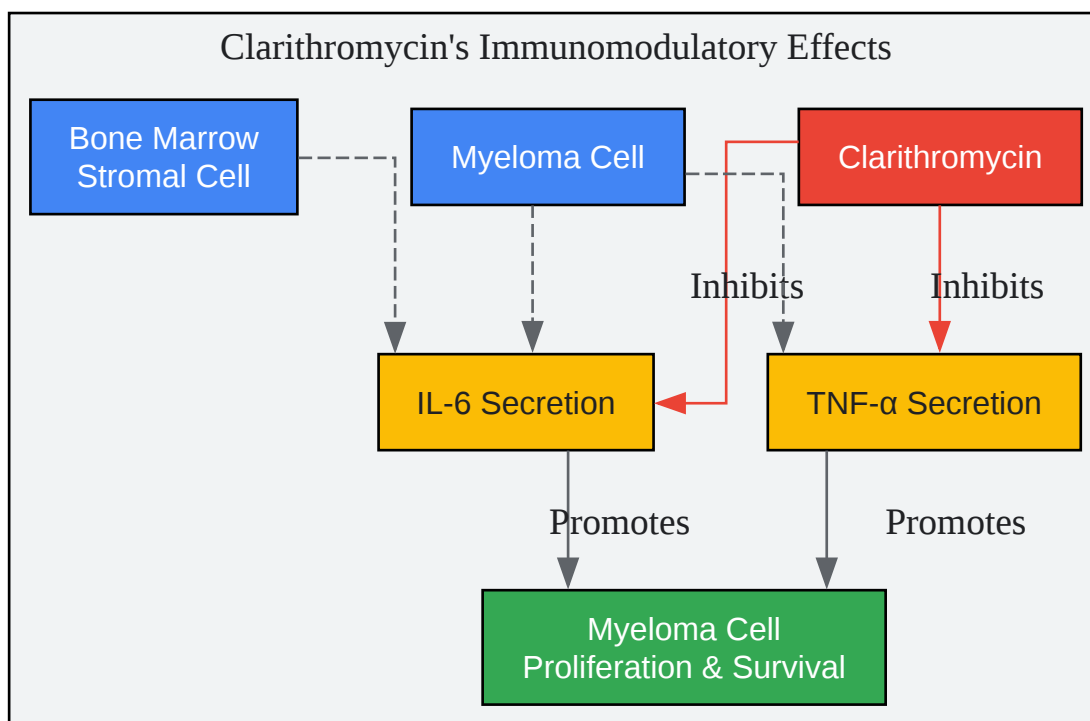 Clarithromycin's Immunomodulatory Effects
Bone Marrow
Stromal Cell
Myeloma Cell
Clarithromycin
Inhibits
Inhibits
IL-6 Secretion
TNF-α Secretion
Promotes
Promotes
Myeloma Cell
Proliferation & Survival